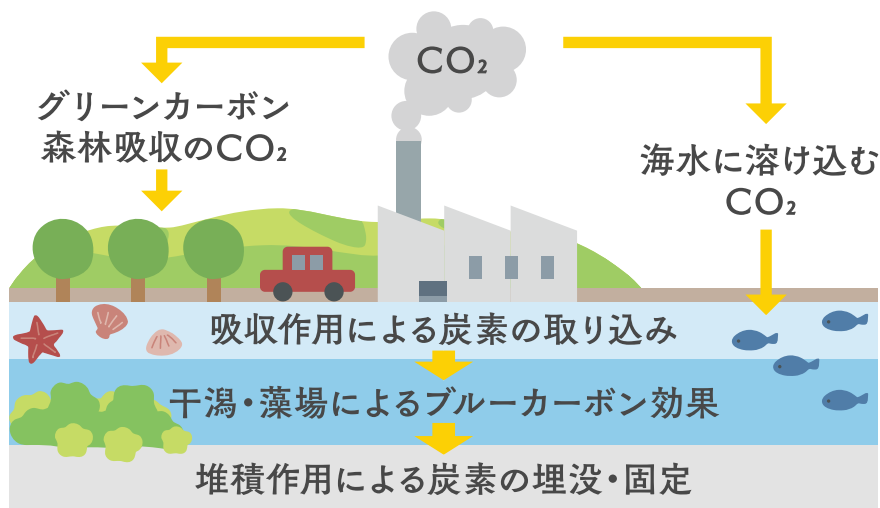 CO₂
グリーンカーボン
森林吸収のCO₂
海水に溶け込む
CO₂
吸収作用による炭素の取り込み
干潟・藻場によるブルーカーボン効果
堆積作用による炭素の埋没・固定